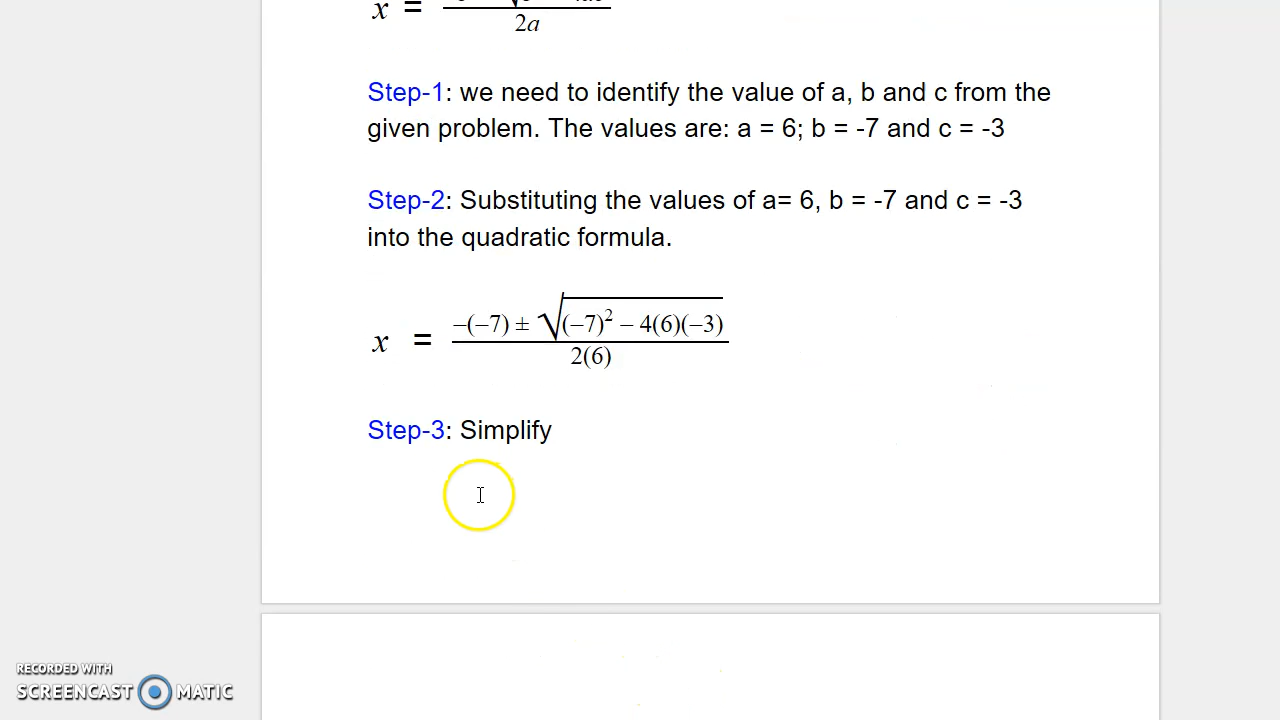 x =
2a
Step-1: we need to identify the value of a, b and c from the
given problem. The values are: a = 6; b = -7 and c = -3
Step-2: Substituting the values of a= 6, b = -7 and c = -3
into the quadratic formula.
x = –(–7) ± √(–7)² – 4(6)(–3)
2(6)
Step-3: Simplify
RECORDED WITH
SCREENCAST MATIC